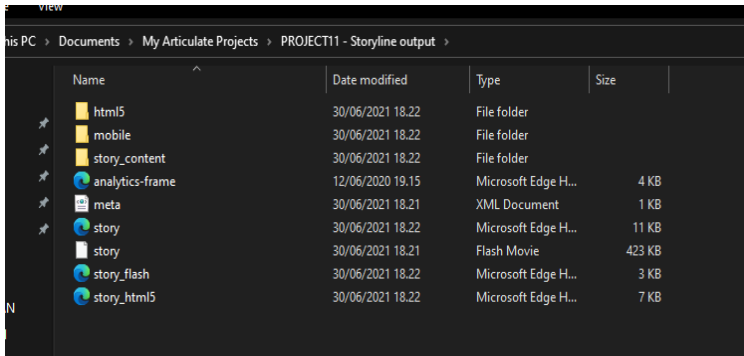 View
his PC > Documents > My Articulate Projects > PROJECT11 - Storyline output >
Name Date modified Type Size
html5 30/06/2021 18.22 File folder
mobile 30/06/2021 18.22 File folder
story_content 30/06/2021 18.22 File folder
analytics-frame 12/06/2020 19.15 Microsoft Edge H... 4 KB
meta 30/06/2021 18.21 XML Document 1 KB
story 30/06/2021 18.22 Microsoft Edge H... 11 KB
story 30/06/2021 18.21 Flash Movie 423 KB
story_flash 30/06/2021 18.22 Microsoft Edge H... 3 KB
story_html5 30/06/2021 18.22 Microsoft Edge H... 7 KB
AN